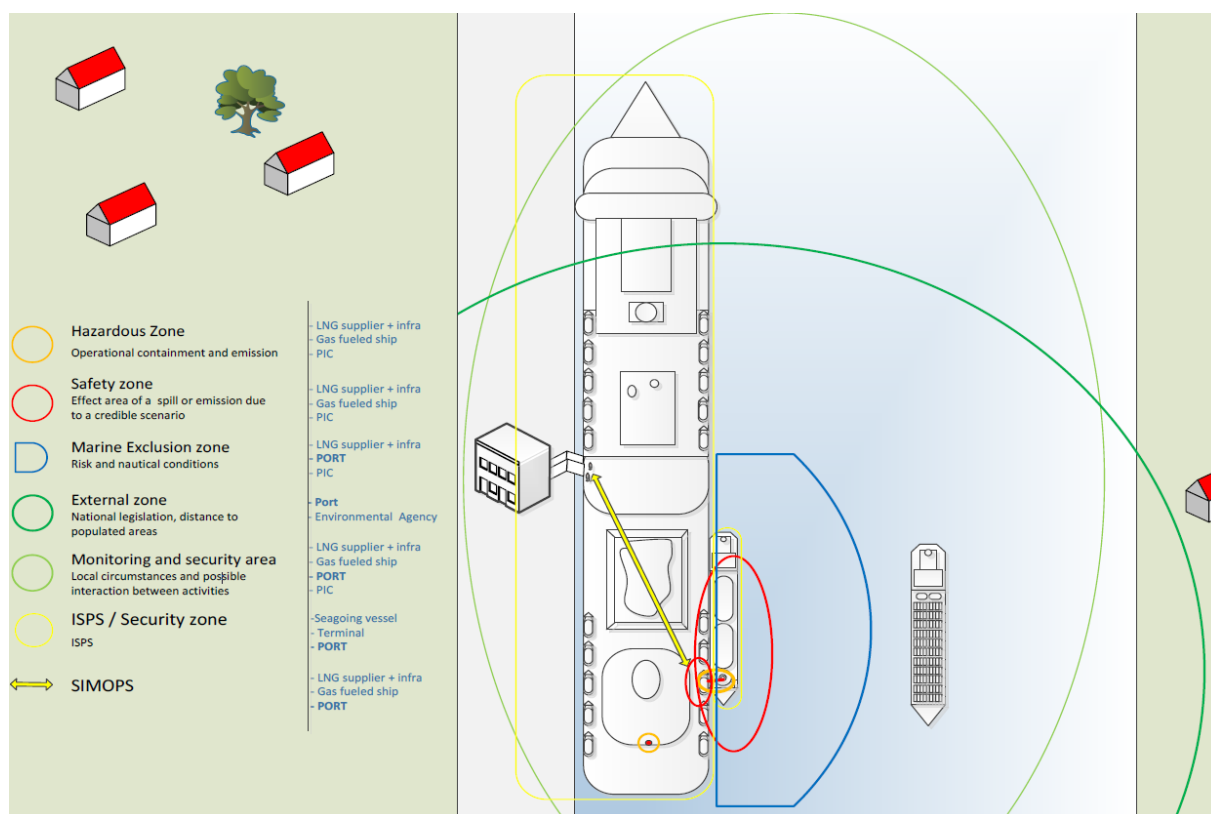 Hazardous Zone
Operational containment and emission
- LNG supplier + infra
- Gas fueled ship
- PIC
Safety zone
Effect area of a spill or emission due
to a credible scenario
- LNG supplier + infra
- Gas fueled ship
- PIC
Marine Exclusion zone
Risk and nautical conditions
- LNG supplier + infra
- PORT
- PIC
External zone
National legislation, distance to
populated areas
- Port
- Environmental Agency
Monitoring and security area
Local circumstances and possible
interaction between activities
- LNG supplier + infra
- Gas fueled ship
- PORT
- PIC
ISPS / Security zone
ISPS
-Seagoing vessel
- Terminal
- PORT
SIMOPS
- LNG supplier + infra
- Gas fueled ship
- PORT